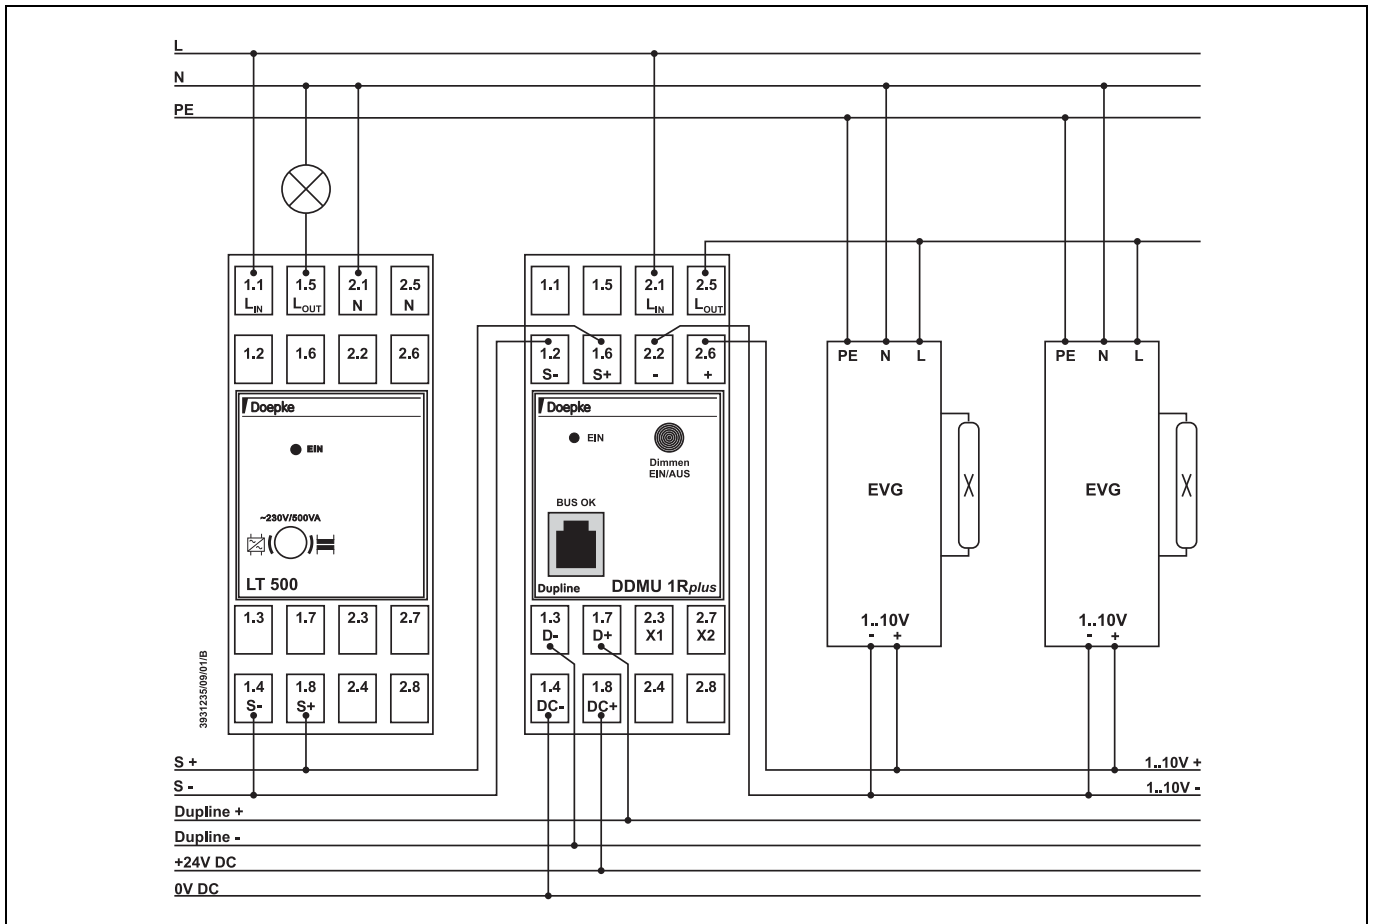 L
N
PE
1.1 1.5 2.1 2.5
LIN LOUT N N
1.2 1.6 2.2 2.6
Doepke
EIN
~230V/500VA
LT 500
1.3 1.7 2.3 2.7
1.4 1.8 2.4 2.8
S- S+
3931235/09/01/B
1.1 1.5 2.1 2.5
LIN LOUT
1.2 1.6 2.2 2.6
S- S+ - +
Doepke
EIN
Dimmen
EIN/AUS
BUS OK
Dupline DDMU 1Rplus
1.3 1.7 2.3 2.7
D- D+ X1 X2
1.4 1.8 2.4 2.8
DC- DC+
PE N L
EVG
1..10V
- +
PE N L
EVG
1..10V
- +
S +
S -
Dupline +
Dupline -
+24V DC
0V DC
1..10V +
1..10V -